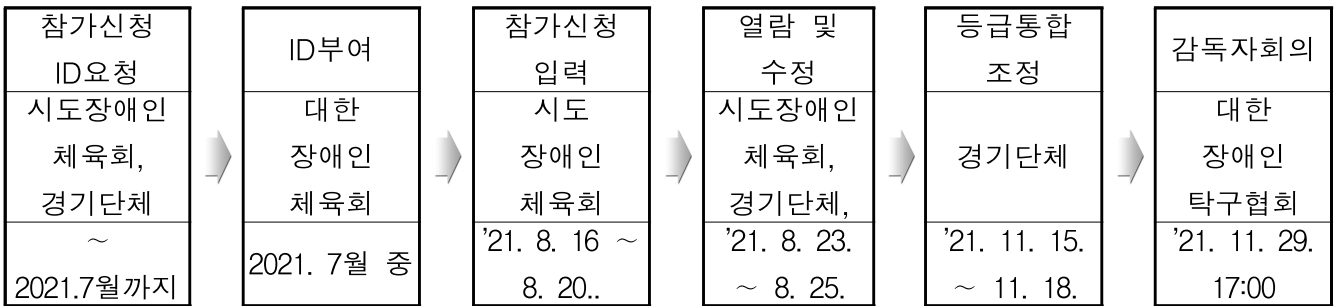 참가신청
ID요청
시도장애인
체육회,
경기단체
~
2021.7월까지
ID부여
대한
장애인
체육회
2021. 7월 중
참가신청
입력
시도
장애인
체육회
'21. 8. 16 ~
8. 20..
열람 및
수정
시도장애인
체육회,
경기단체,
'21. 8. 23.
~ 8. 25.
등급통합
조정
경기단체
'21. 11. 15.
~ 11. 18.
감독자회의
대한
장애인
탁구협회
'21. 11. 29.
17:00